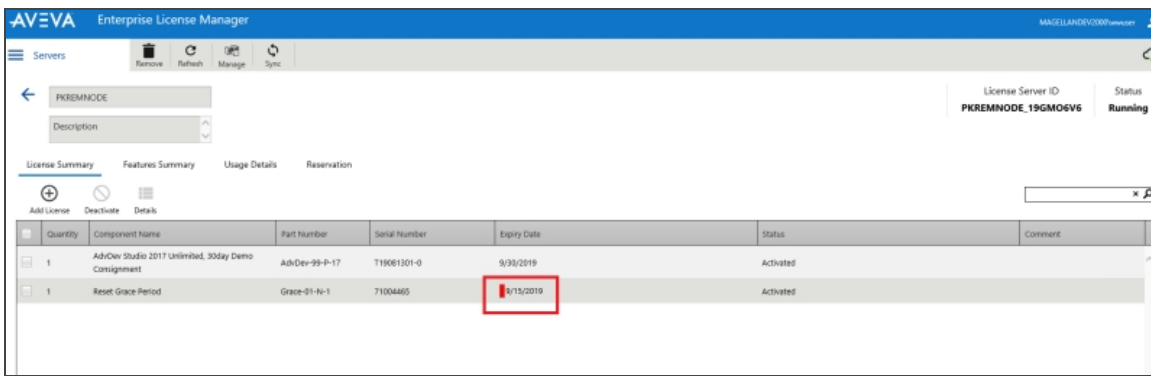 AVEVA Enterprise License Manager MAGELLANDEV2000\
Servers Remove Refresh Manage Sync
PKREMNODE License Server ID Status
PKREMNODE_19GMO6V6 Running
Description
License Summary Features Summary Usage Details Reservation
Add License Deactivate Details
Quantity Component Name Part Number Serial Number Expiry Date Status Comment
1 AdvDev Studio 2017 Unlimited, 30day Demo Consignment AdvDev-99-P-17 T19081301-0 9/30/2019 Activated
1 Reset Grace Period Grace-01-N-1 71004465 9/15/2019 Activated